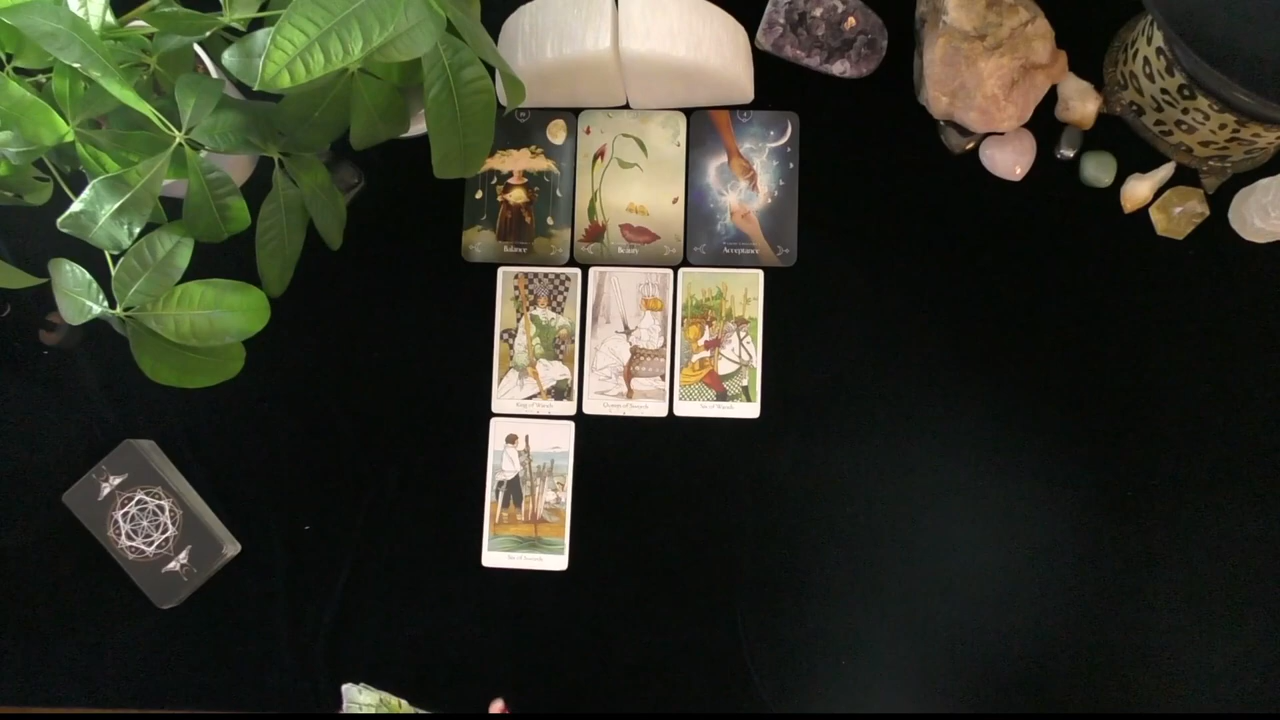 Balance
Beauty
Acceptance
King of Wands
Queen of Swords
Six of Wands
Six of Swords